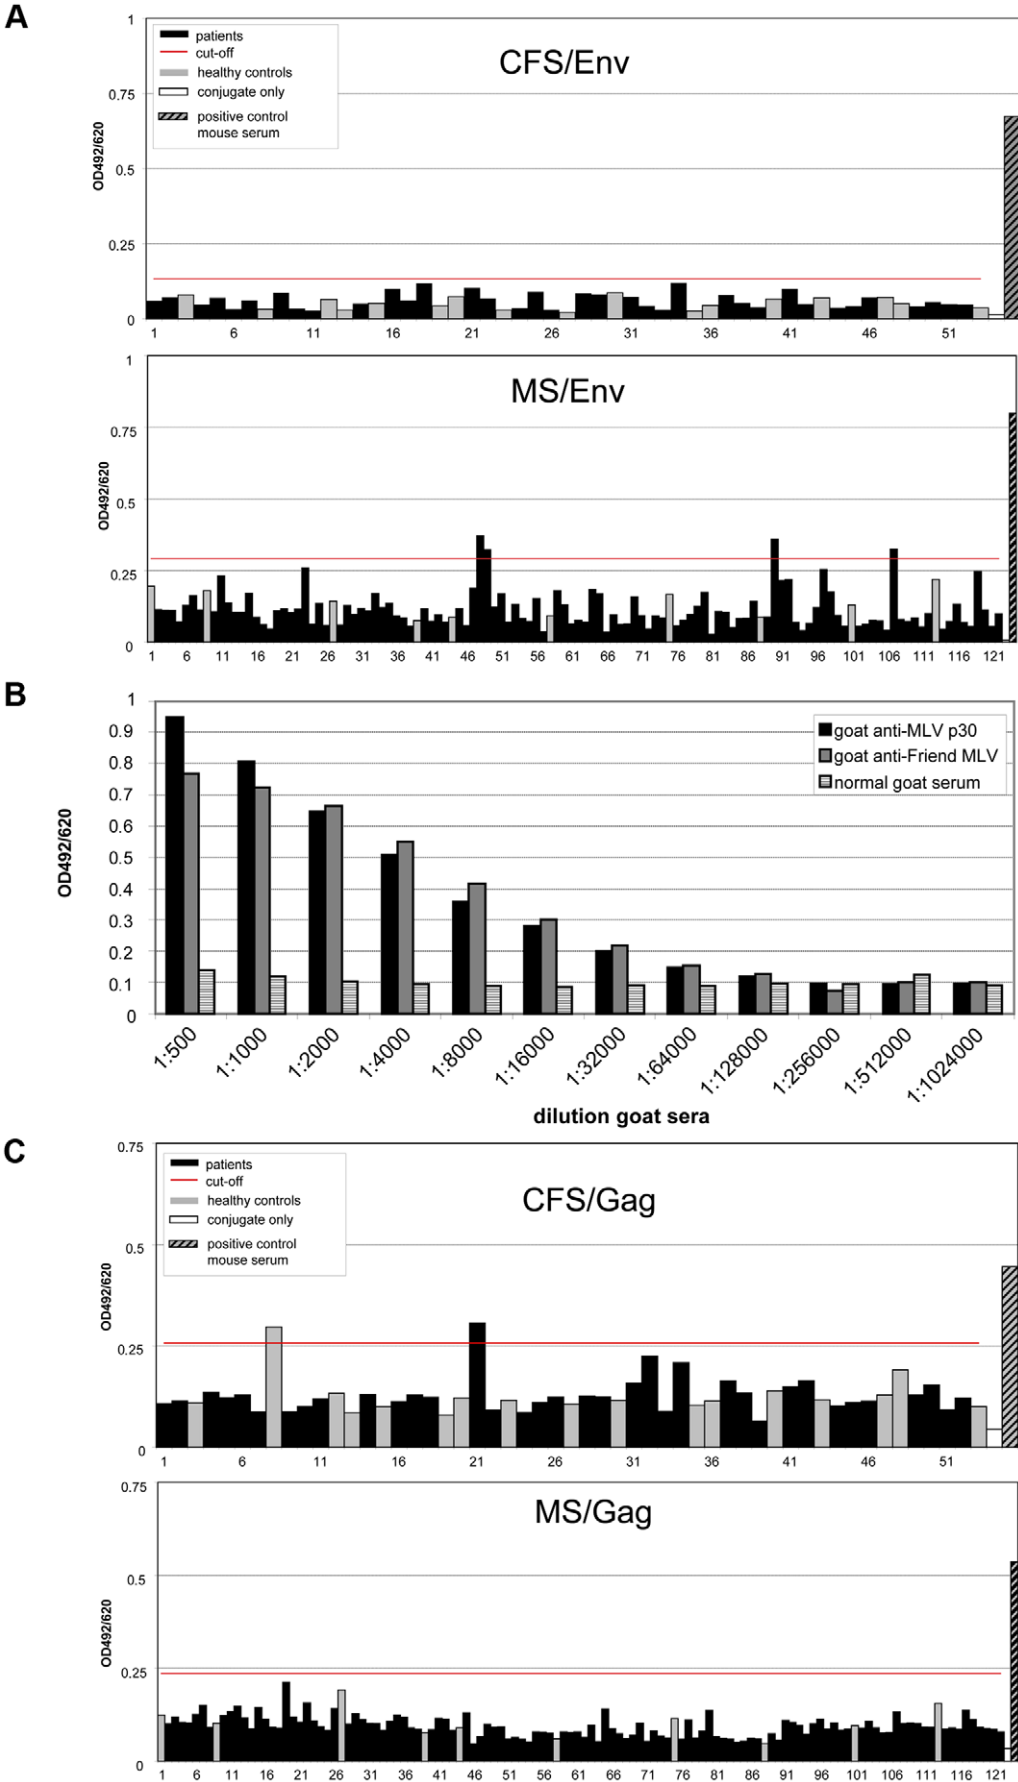 A
1
patients
cut-off
healthy controls
conjugate only
positive control
mouse serum
CFS/Env
0.75
0.5
0.25
0
OD492/620
1 6 11 16 21 26 31 36 41 46 51
1
MS/Env
0.75
0.5
0.25
0
OD492/620
1 6 11 16 21 26 31 36 41 46 51 56 61 66 71 76 81 86 91 96 101 106 111 116 121
B
1
0.9
0.8
0.7
0.6
0.5
0.4
0.3
0.2
0.1
0
OD492/620
goat anti-MLV p30
goat anti-Friend MLV
normal goat serum
1:500 1:1000 1:2000 1:4000 1:8000 1:16000 1:32000 1:64000 1:128000 1:256000 1:512000 1:1024000
dilution goat sera
C
0.75
patients
cut-off
healthy controls
conjugate only
positive control
mouse serum
CFS/Gag
0.5
0.25
0
OD492/620
1 6 11 16 21 26 31 36 41 46 51
0.75
MS/Gag
0.5
0.25
0
OD492/620
1 6 11 16 21 26 31 36 41 46 51 56 61 66 71 76 81 86 91 96 101 106 111 116 121